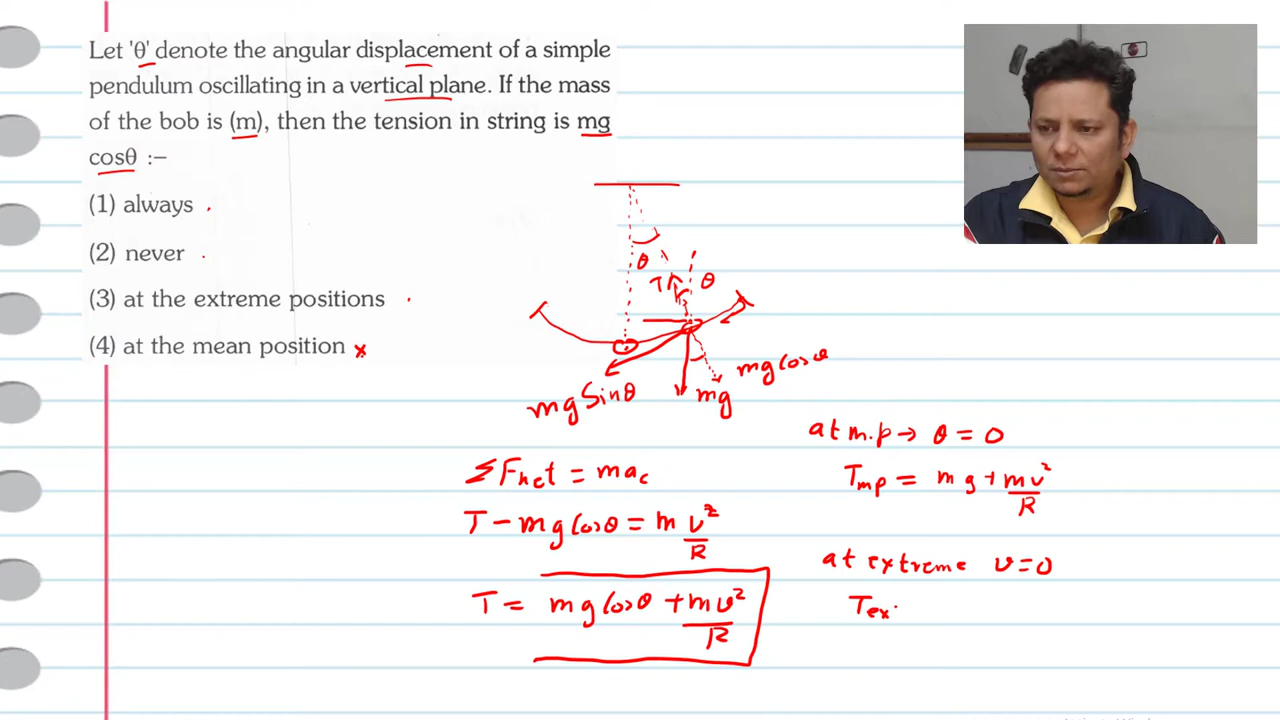 Let 'θ' denote the angular displacement of a simple
pendulum oscillating in a vertical plane. If the mass
of the bob is (m), then the tension in string is mg
cosθ :–
(1) always
(2) never
(3) at the extreme positions
(4) at the mean position ×
θ
T
θ
mg cos θ
mg Sinθ
mg
at m.p → θ = 0
ΣFnet = mac
Tmp = mg + mv²/R
T – mg Cosθ = m v²/R
at extreme v=0
T = mg Cosθ + mv²/R
Tex.